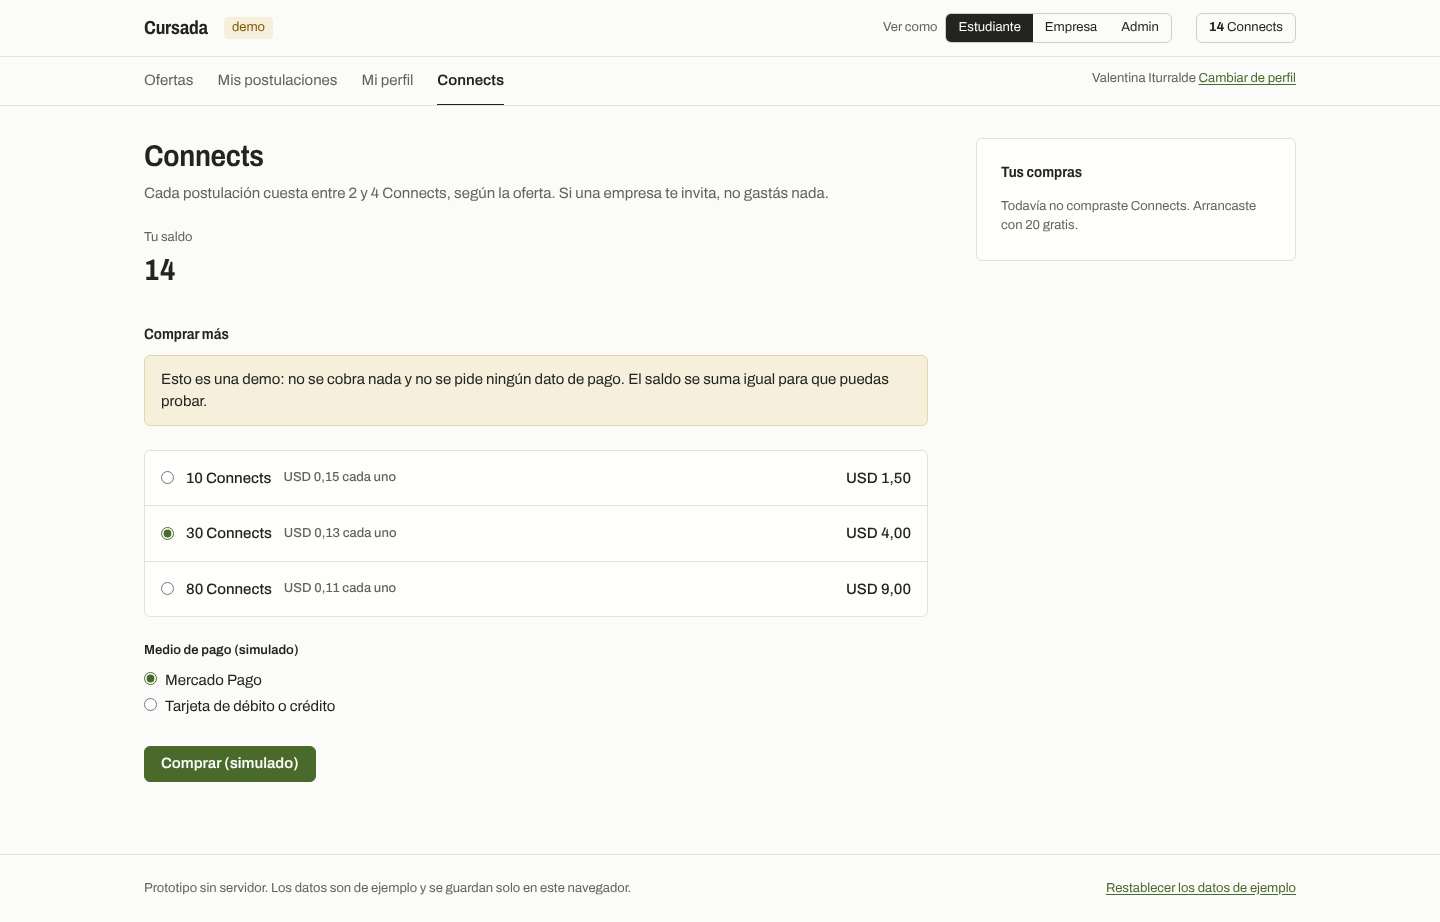 Cursada demo Ver como Estudiante Empresa Admin 14 Connects
Ofertas Mis postulaciones Mi perfil Connects Valentina Iturralde Cambiar de perfil
Connects
Cada postulación cuesta entre 2 y 4 Connects, según la oferta. Si una empresa te invita, no gastás nada.
Tu saldo
14
Comprar más
Esto es una demo: no se cobra nada y no se pide ningún dato de pago. El saldo se suma igual para que puedas
probar.
10 Connects USD 0,15 cada uno USD 1,50
30 Connects USD 0,13 cada uno USD 4,00
80 Connects USD 0,11 cada uno USD 9,00
Medio de pago (simulado)
Mercado Pago
Tarjeta de débito o crédito
Comprar (simulado)
Tus compras
Todavía no compraste Connects. Arrancaste
con 20 gratis.
Prototipo sin servidor. Los datos son de ejemplo y se guardan solo en este navegador. Restablecer los datos de ejemplo